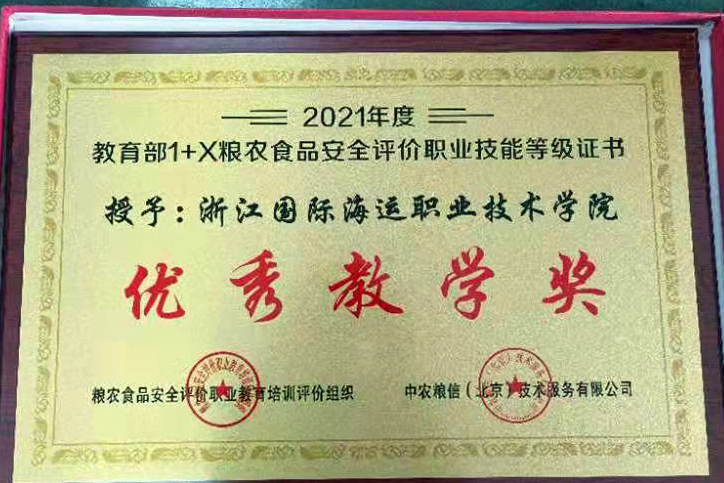 2021年度
教育部1+X粮农食品安全评价职业技能等级证书
授予：浙江国际海运职业技术学院
优秀教学奖
粮农食品安全评价职业教育培训评价组织
中农粮信（北京）技术服务有限公司